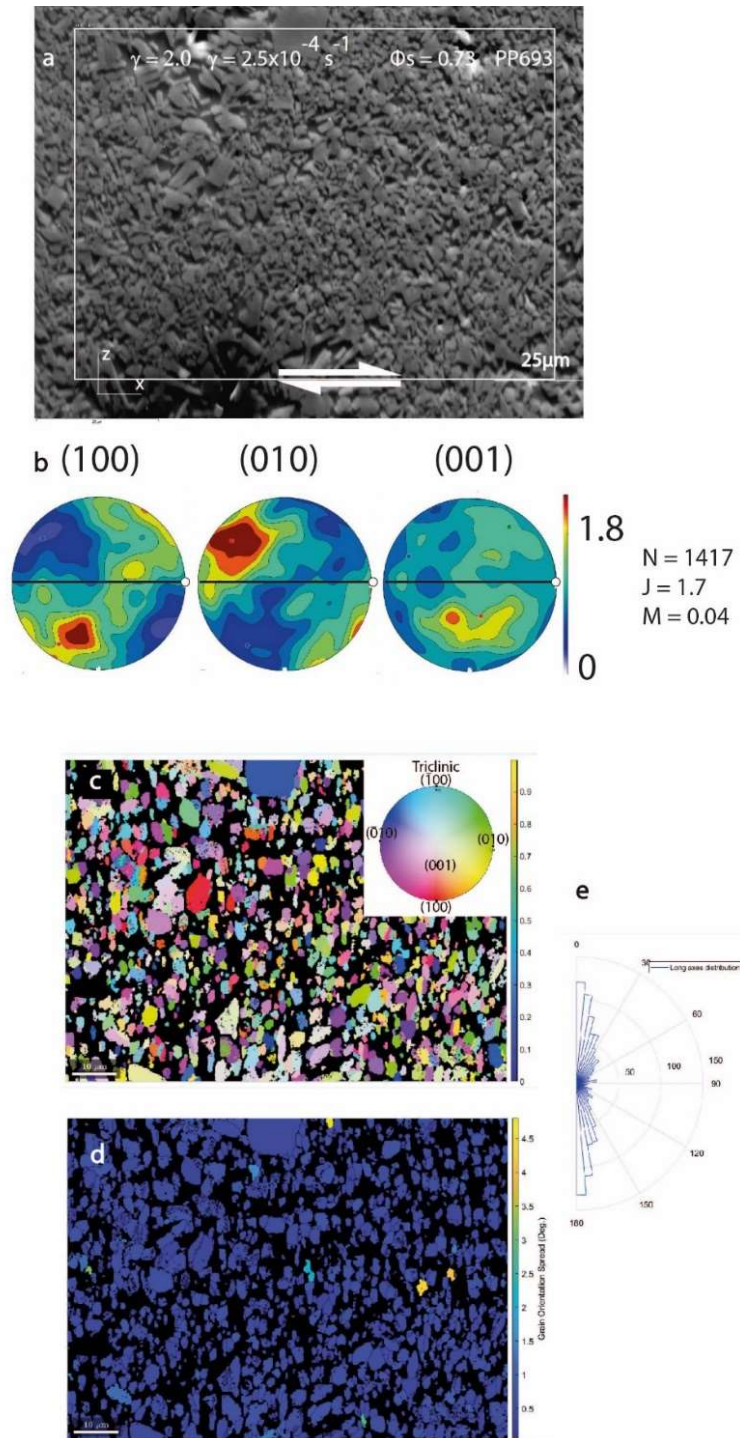 a γ = 2.0 γ = 2.5x10⁻⁴ s⁻¹ Φs = 0.73 PP693
z
x
25µm
b (100) (010) (001)
1.8
0
N = 1417
J = 1.7
M = 0.04
c
Triclinic
(1̄00)
(01̄0) (010)
(001)
(100)
0.9
0.8
0.7
0.6
0.5
0.4
0.3
0.2
0.1
0
10 µm
d
4.5
4
3.5
3
2.5
2
1.5
1
0.5
Grain Orientation Spread (Deg.)
10 µm
e
0
30
Long axes distribution
60
50 100 150
90
120
150
180